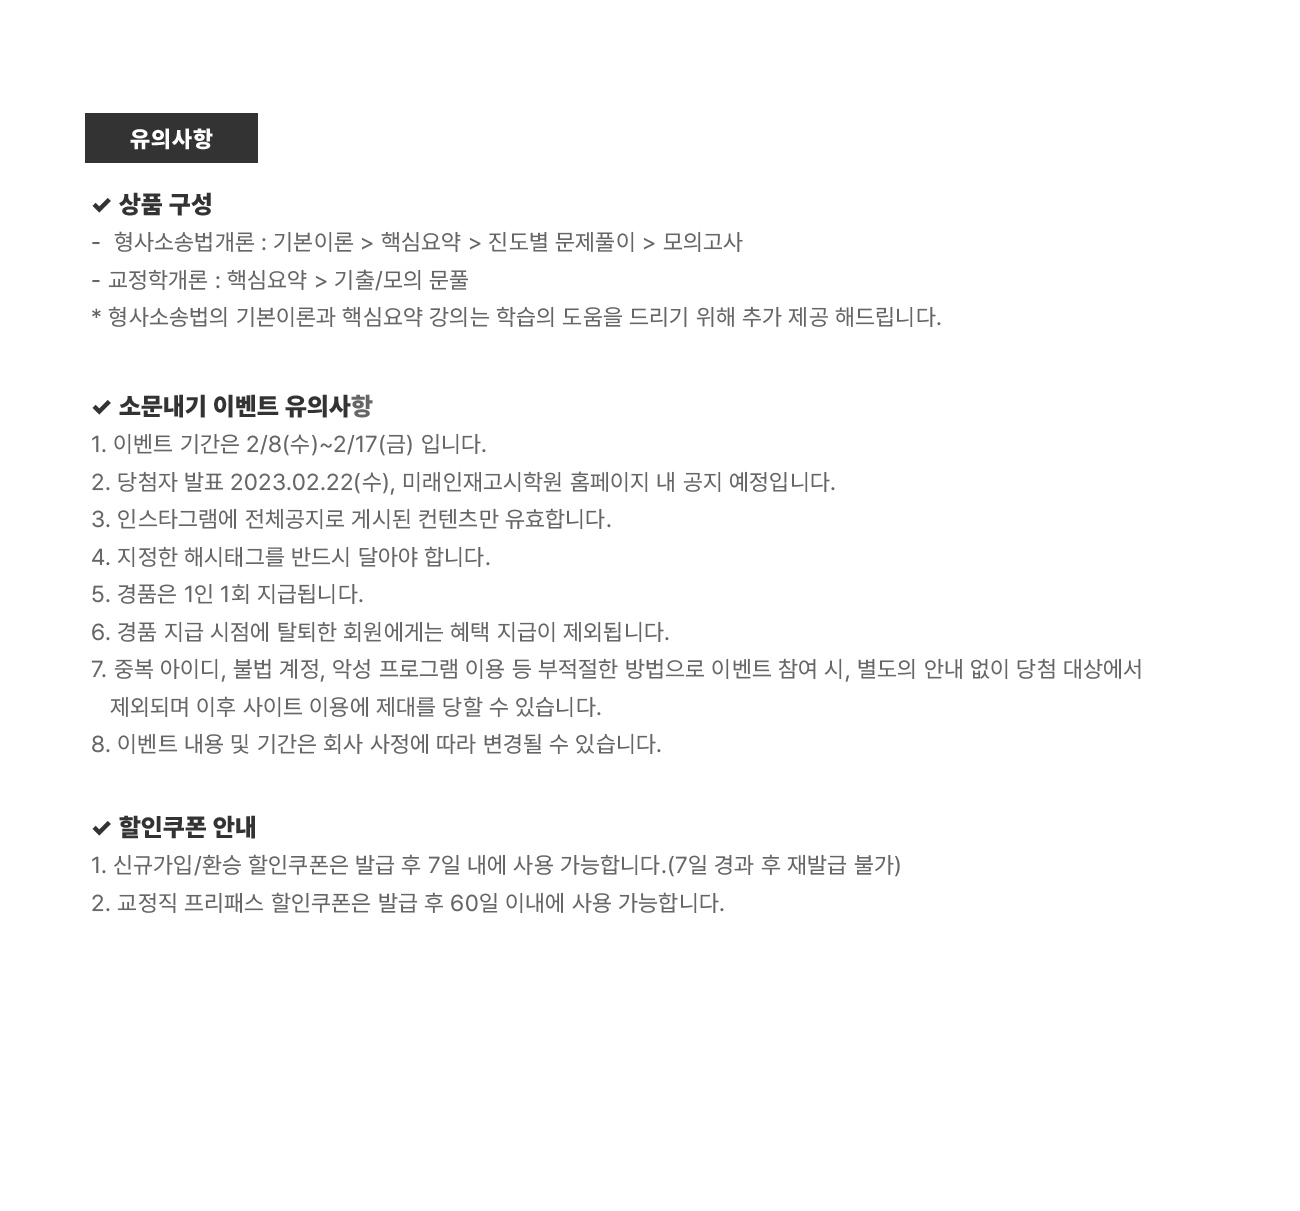 유의사항
✓ 상품 구성
-  형사소송법개론 : 기본이론 > 핵심요약 > 진도별 문제풀이 > 모의고사
- 교정학개론 : 핵심요약 > 기출/모의 문풀
* 형사소송법의 기본이론과 핵심요약 강의는 학습의 도움을 드리기 위해 추가 제공 해드립니다.
✓ 소문내기 이벤트 유의사항
1. 이벤트 기간은 2/8(수)~2/17(금) 입니다.
2. 당첨자 발표 2023.02.22(수), 미래인재고시학원 홈페이지 내 공지 예정입니다.
3. 인스타그램에 전체공지로 게시된 컨텐츠만 유효합니다.
4. 지정한 해시태그를 반드시 달아야 합니다.
5. 경품은 1인 1회 지급됩니다.
6. 경품 지급 시점에 탈퇴한 회원에게는 혜택 지급이 제외됩니다.
7. 중복 아이디, 불법 계정, 악성 프로그램 이용 등 부적절한 방법으로 이벤트 참여 시, 별도의 안내 없이 당첨 대상에서
제외되며 이후 사이트 이용에 제대를 당할 수 있습니다.
8. 이벤트 내용 및 기간은 회사 사정에 따라 변경될 수 있습니다.
✓ 할인쿠폰 안내
1. 신규가입/환승 할인쿠폰은 발급 후 7일 내에 사용 가능합니다.(7일 경과 후 재발급 불가)
2. 교정직 프리패스 할인쿠폰은 발급 후 60일 이내에 사용 가능합니다.